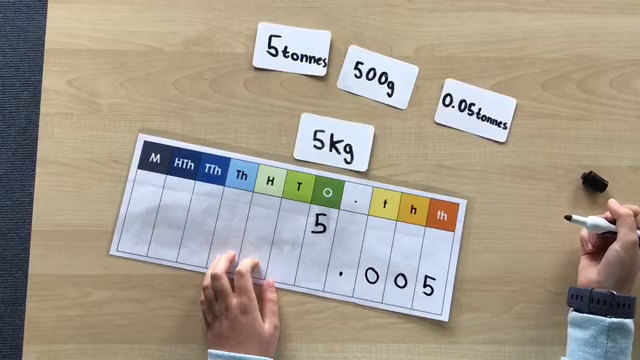 5tonnes
500g
0.05tonnes
5Kg
M HTh TTh Th H T O . t h th
5
.005